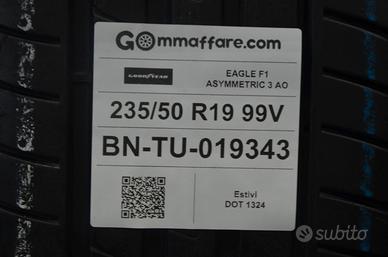 GOmmaffare.com
GOODYEAR
EAGLE F1
ASYMMETRIC 3 AO
235/50 R19 99V
BN-TU-019343
Estivi
DOT 1324
subito